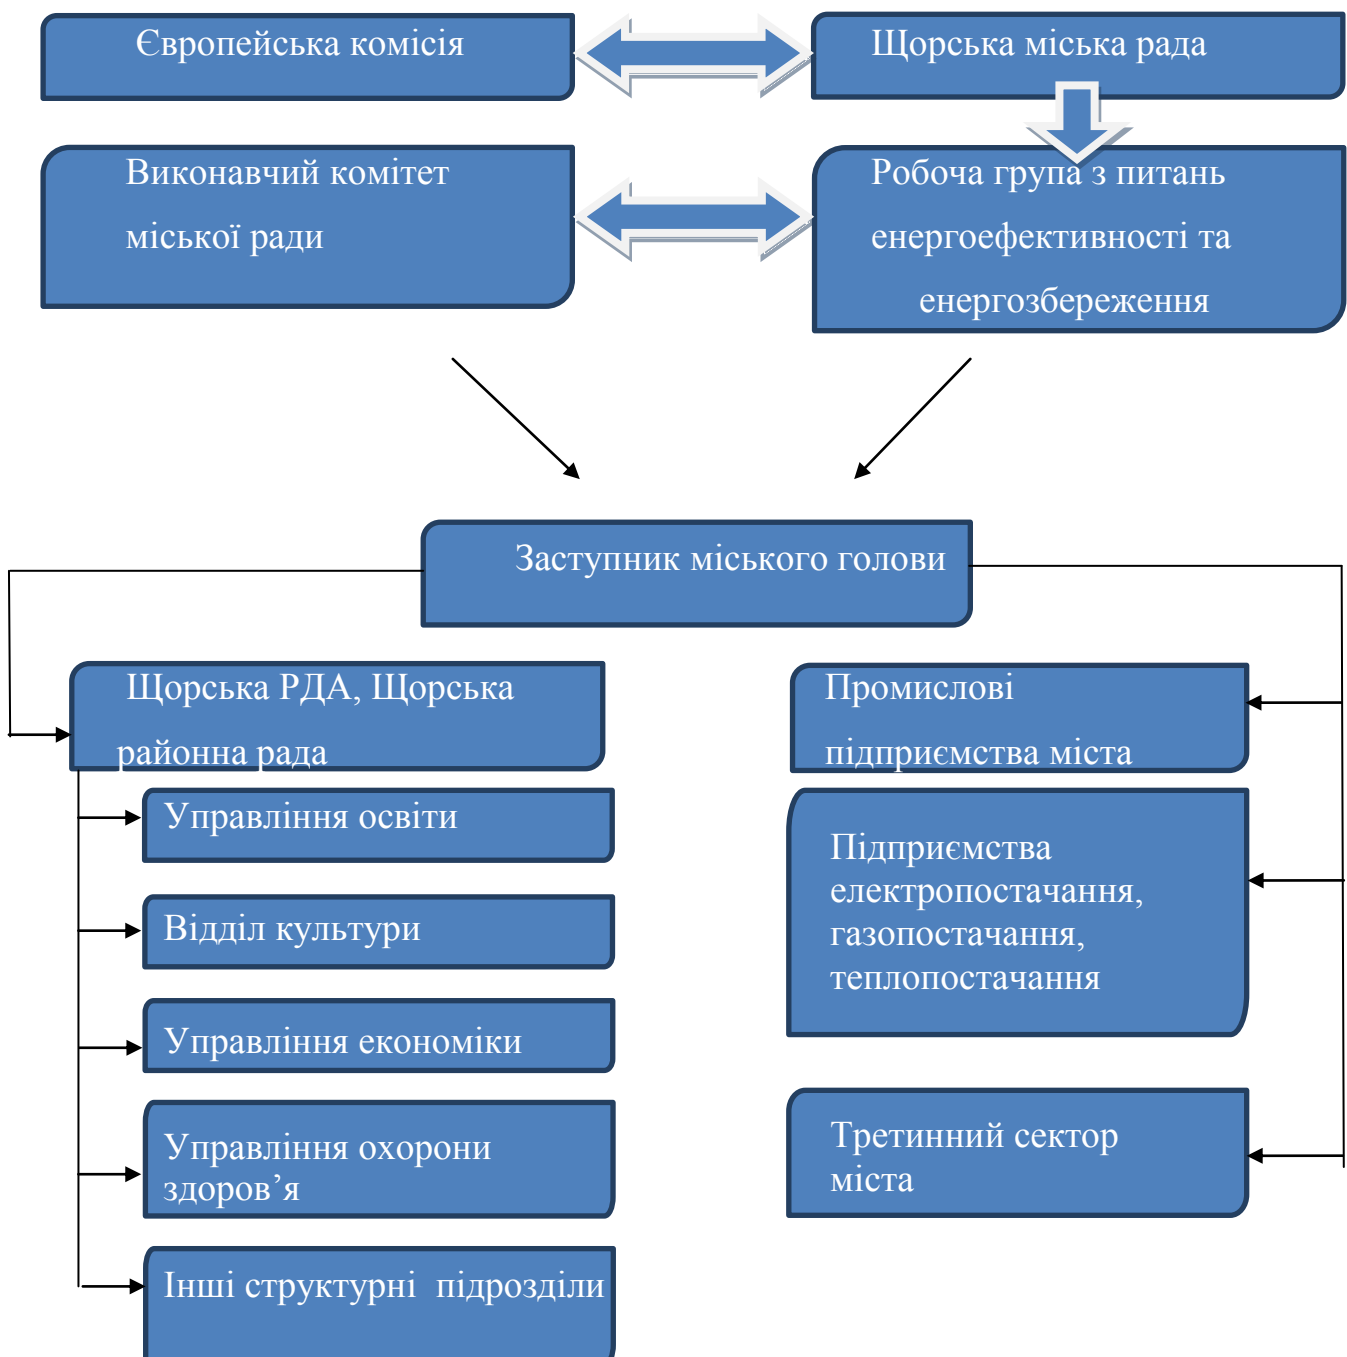 Європейська комісія
Щорська міська рада
Виконавчий комітет
міської ради
Робоча група з питань
енергоефективності та
енергозбереження
Заступник міського голови
Щорська РДА, Щорська
районна рада
Управління освіти
Відділ культури
Управління економіки
Управління охорони
здоров’я
Інші структурні підрозділи
Промислові
підприємства міста
Підприємства
електропостачання,
газопостачання,
теплопостачання
Третинний сектор
міста